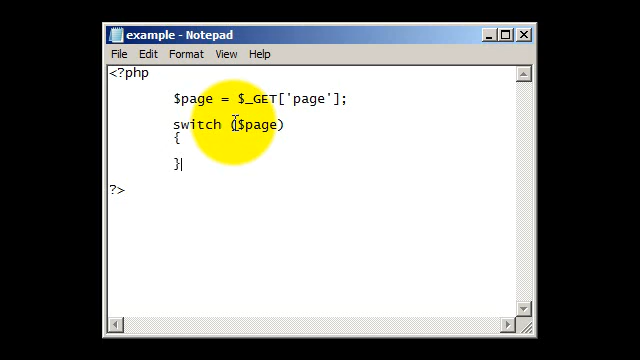 example - Notepad
File Edit Format View Help
<?php
$page = $_GET['page'];
switch ($page)
{
}
?>